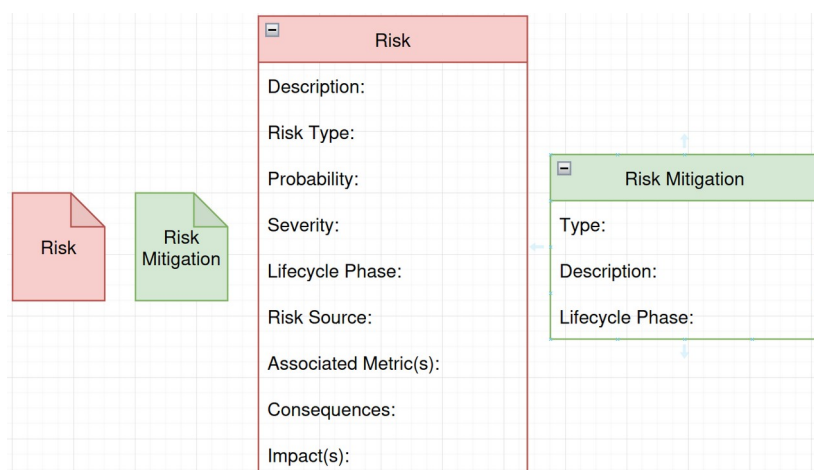 Risk
Risk
Mitigation
Risk
Description:
Risk Type:
Probability:
Severity:
Lifecycle Phase:
Risk Source:
Associated Metric(s):
Consequences:
Impact(s):
Risk Mitigation
Type:
Description:
Lifecycle Phase: